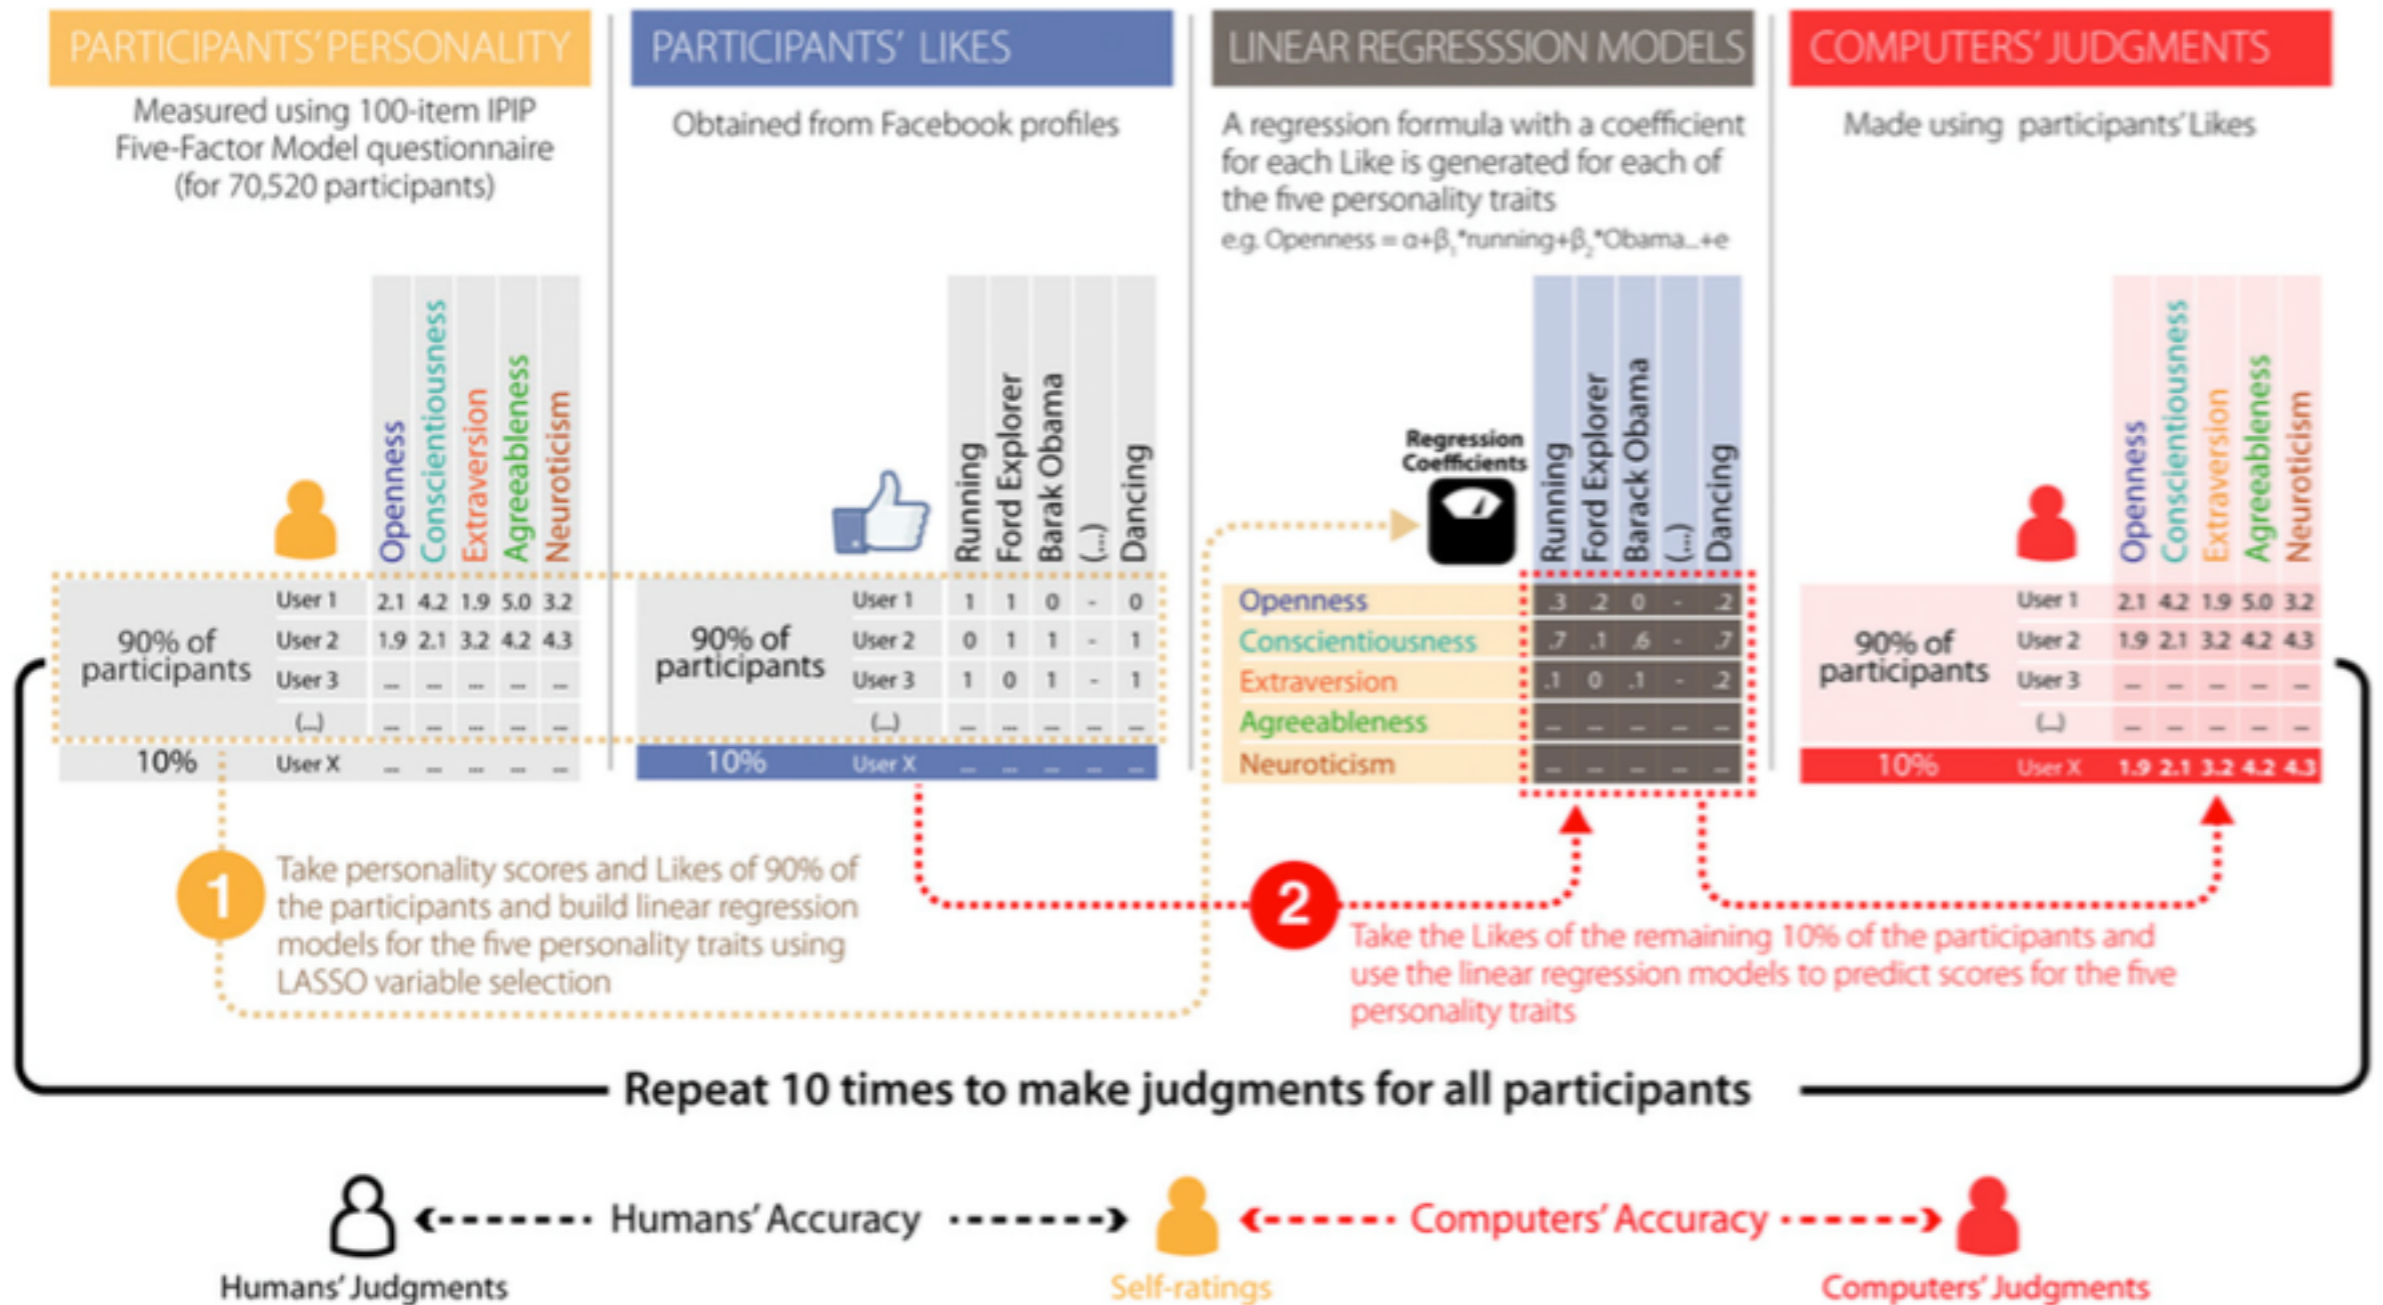 PARTICIPANTS' PERSONALITY
Measured using 100-item IPIP
Five-Factor Model questionnaire
(for 70,520 participants)
Openness
Conscientiousness
Extraversion
Agreeableness
Neuroticism
90% of
participants
User 1 2.1 4.2 1.9 5.0 3.2
User 2 1.9 2.1 3.2 4.2 4.3
User 3 ... ... ... ... ...
(...) ... ... ... ... ...
10% User X ... ... ... ... ...
PARTICIPANTS' LIKES
Obtained from Facebook profiles
Running
Ford Explorer
Barak Obama
(...)
Dancing
90% of
participants
User 1 1 1 0 - 0
User 2 0 1 1 - 1
User 3 1 0 1 - 1
(...) ... ... ... ... ...
10% User X ... ... ... ... ...
LINEAR REGRESSSION MODELS
A regression formula with a coefficient
for each Like is generated for each of
the five personality traits
e.g. Openness = α+β₁*running+β₂*Obama...+e
Regression
Coefficients
Running
Ford Explorer
Barack Obama
(...)
Dancing
Openness .3 .2 0 - .2
Conscientiousness .7 .1 .6 - .7
Extraversion .1 0 .1 - .2
Agreeableness ... ... ... ... ...
Neuroticism ... ... ... ... ...
COMPUTERS' JUDGMENTS
Made using participants' Likes
Openness
Conscientiousness
Extraversion
Agreeableness
Neuroticism
90% of
participants
User 1 2.1 4.2 1.9 5.0 3.2
User 2 1.9 2.1 3.2 4.2 4.3
User 3 ... ... ... ... ...
(...) ... ... ... ... ...
10% User X 1.9 2.1 3.2 4.2 4.3
1
Take personality scores and Likes of 90% of
the participants and build linear regression
models for the five personality traits using
LASSO variable selection
2
Take the Likes of the remaining 10% of the participants and
use the linear regression models to predict scores for the five
personality traits
Repeat 10 times to make judgments for all participants
Humans' Accuracy
Computers' Accuracy
Humans' Judgments
Self-ratings
Computers' Judgments